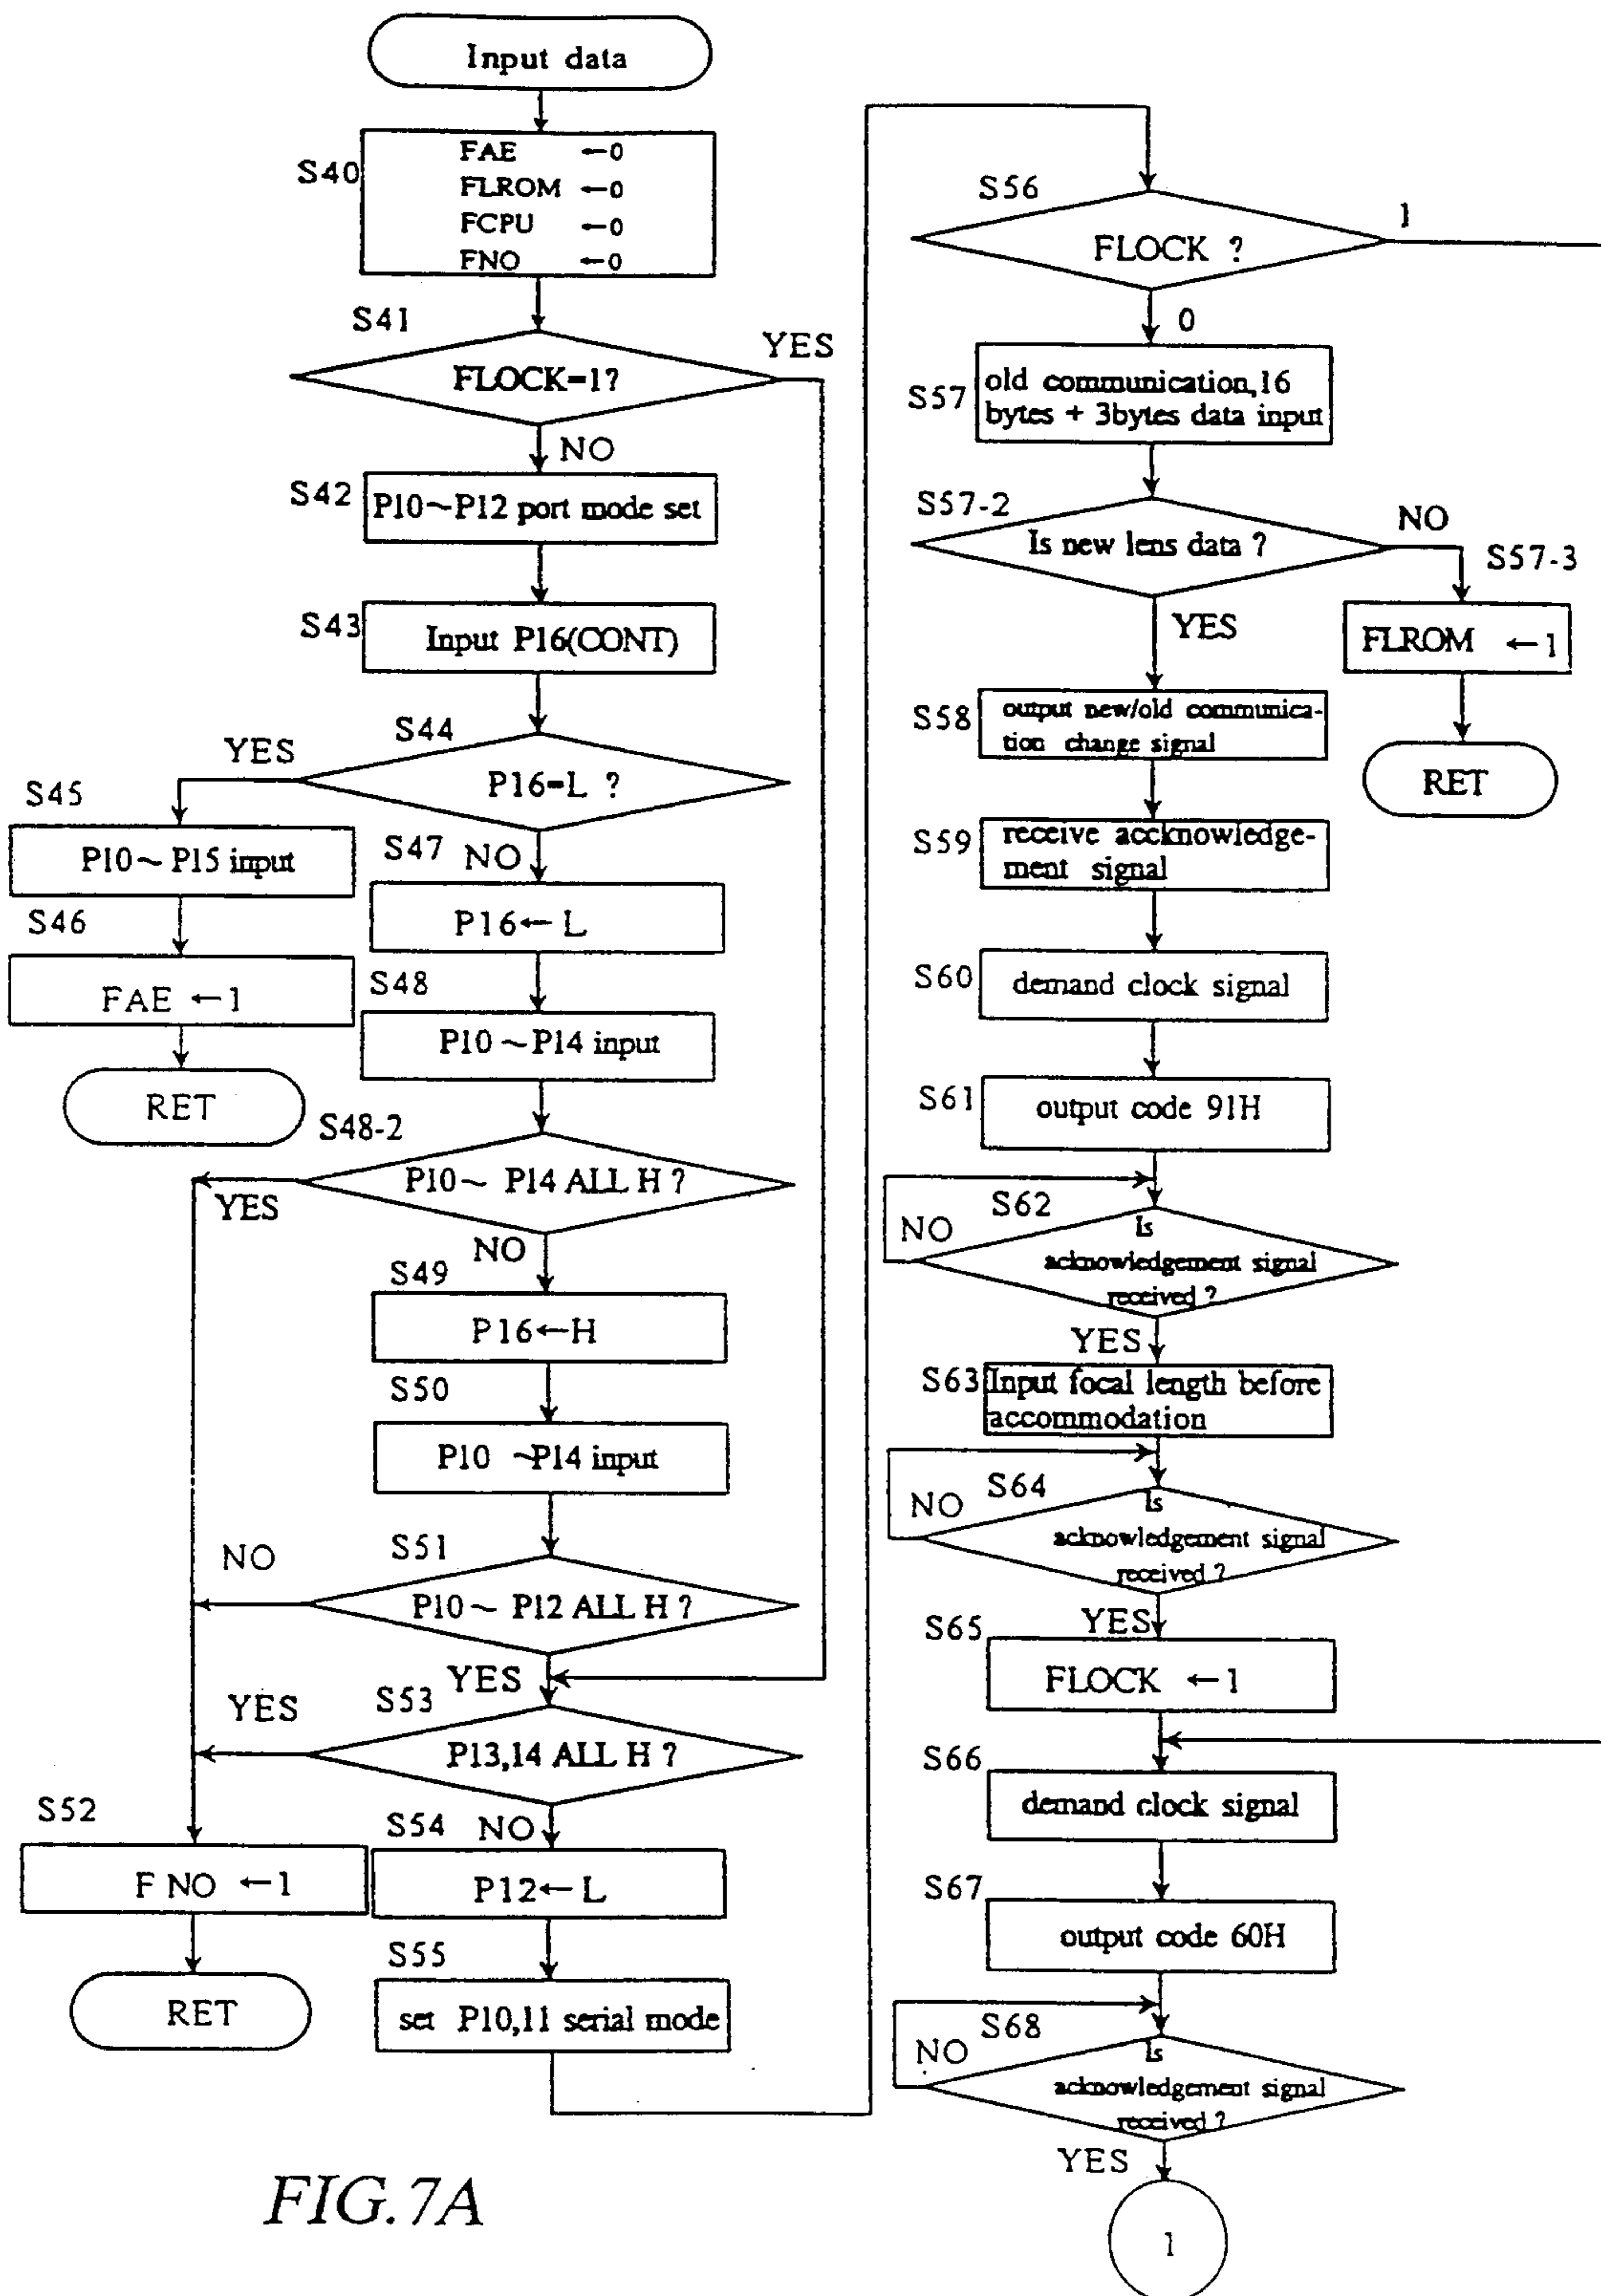 Input data
S40
FAE ←0
FLROM ←0
FCPU ←0
FNO ←0
S41
FLOCK=1?
YES
NO
S42
P10~P12 port mode set
S43
Input P16(CONT)
S44
YES
P16=L ?
S45
P10~ P15 input
S46
FAE ←1
RET
S47
NO
P16← L
S48
P10 ~P14 input
S48-2
P10~ P14 ALL H ?
YES
NO
S49
P16←H
S50
P10 ~P14 input
S51
NO
P10~ P12 ALL H ?
YES
S53
YES
P13,14 ALL H ?
S52
F NO ←1
RET
S54
NO
P12← L
S55
set P10,11 serial mode
S56
FLOCK ?
1
0
S57
old communication,16
bytes + 3bytes data input
S57-2
Is new lens data ?
NO
S57-3
FLROM ←1
RET
YES
S58
output new/old communica-
tion change signal
S59
receive accknowledge-
ment signal
S60
demand clock signal
S61
output code 91H
S62
NO
Is
acknowledgement signal
received ?
YES
S63
Input focal length before
accommodation
S64
NO
Is
acknowledgement signal
received ?
YES
S65
FLOCK ←1
S66
demand clock signal
S67
output code 60H
S68
NO
Is
acknowledgement signal
received ?
YES
1
FIG.7A